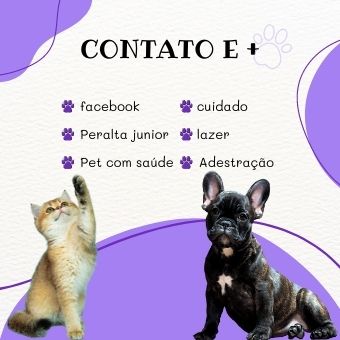 CONTATO E +
facebook
Peralta junior
Pet com saúde
cuidado
lazer
Adestração